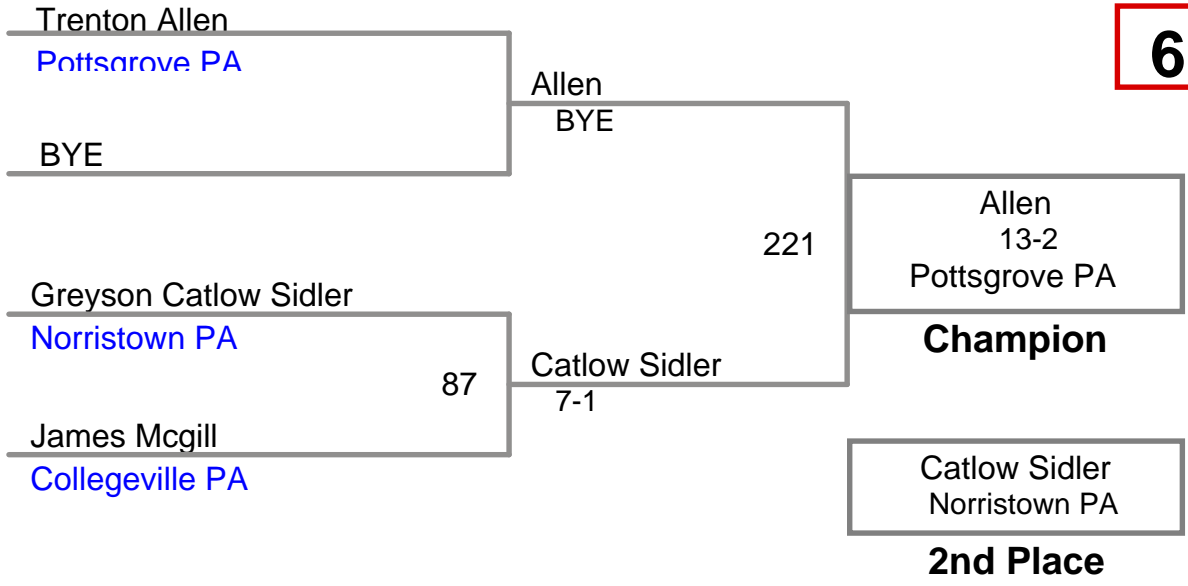 Trenton Allen
Pottsgrove PA
6
Allen
BYE
BYE
Allen
13-2
Pottsgrove PA
221
Greyson Catlow Sidler
Norristown PA
Champion
87
Catlow Sidler
7-1
James Mcgill
Collegeville PA
Catlow Sidler
Norristown PA
2nd Place